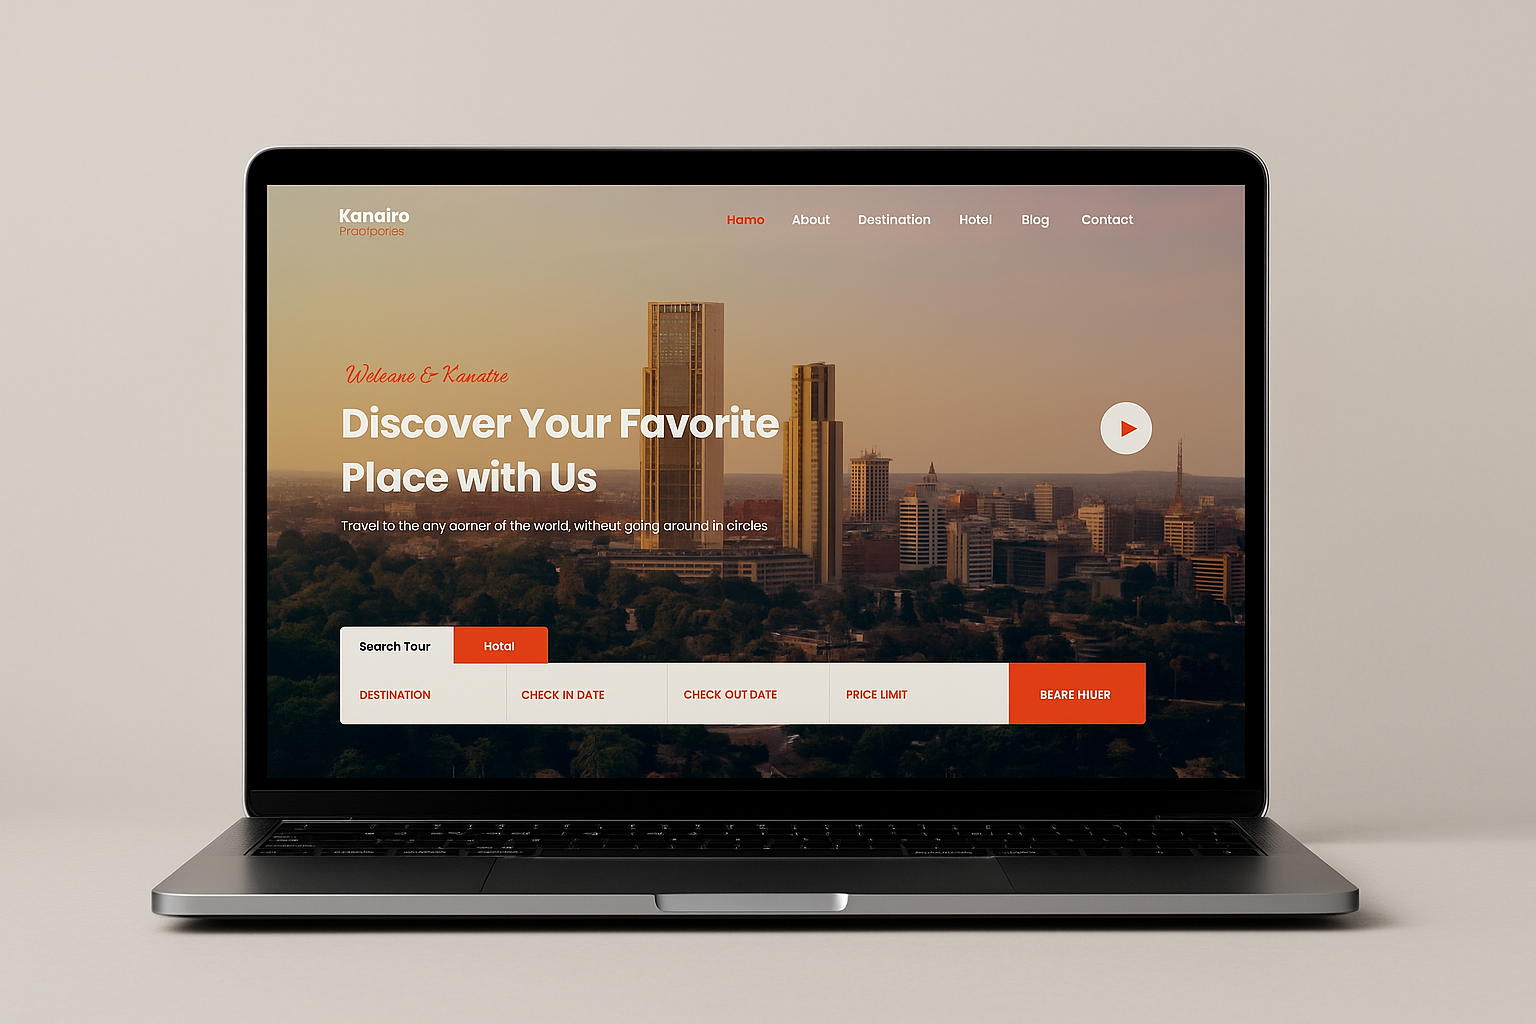 Kanairo
Praofpories
Hamo About Destination Hotel Blog Contact
Weleane & Kanatre
Discover Your Favorite
Place with Us
Travel to the any aorner of the world, witheut going around in circles
Search Tour Hotal
DESTINATION CHECK IN DATE CHECK OUT DATE PRICE LIMIT BEARE HIUER